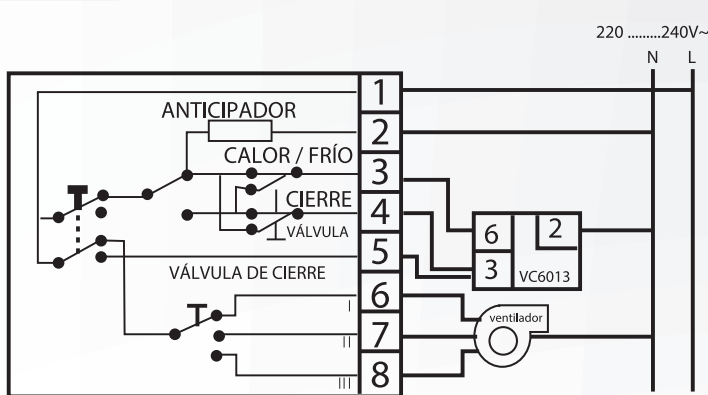 220 .........240V~
N L
1
ANTICIPADOR
2
CALOR / FRÍO
3
CIERRE
4
VÁLVULA
6 2
5
3 VC6013
VÁLVULA DE CIERRE
6
I
ventilador
7
II
8
III